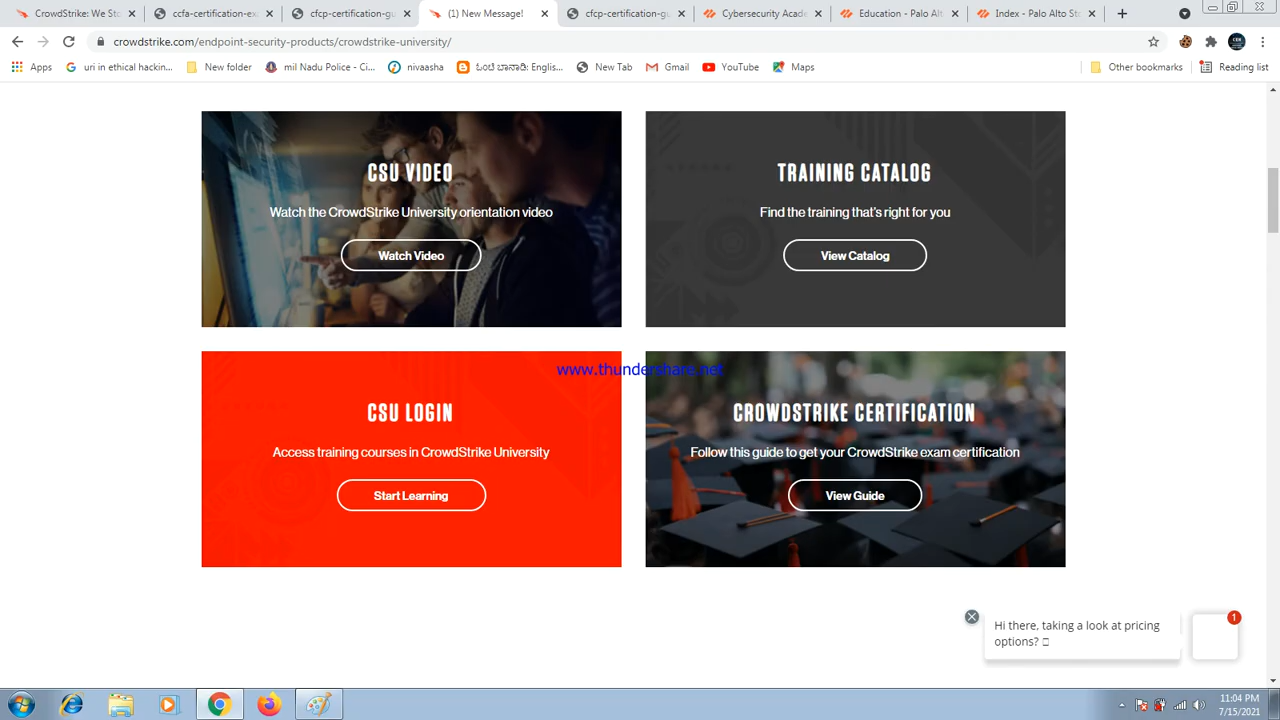 CrowdStrike: We Sto
ccfa-certification-ex
cfcp-certification-gu
(1) New Message!
cfcp-certification-gu
Cybersecurity Acade
Education - Palo Alt
Index - Palo Alto St
crowdstrike.com/endpoint-security-products/crowdstrike-university/
Apps
uri in ethical hackin...
New folder
mil Nadu Police - Ci...
nivaasha
ಓಂಟಿ ಭಾನಾಡಿ: Englis...
New Tab
Gmail
YouTube
Maps
Other bookmarks
Reading list
CSU VIDEO
Watch the CrowdStrike University orientation video
Watch Video
TRAINING CATALOG
Find the training that's right for you
View Catalog
www.thundershare.net
CSU LOGIN
Access training courses in CrowdStrike University
Start Learning
CROWDSTRIKE CERTIFICATION
Follow this guide to get your CrowdStrike exam certification
View Guide
Hi there, taking a look at pricing
options?
1
11:04 PM
7/15/2021